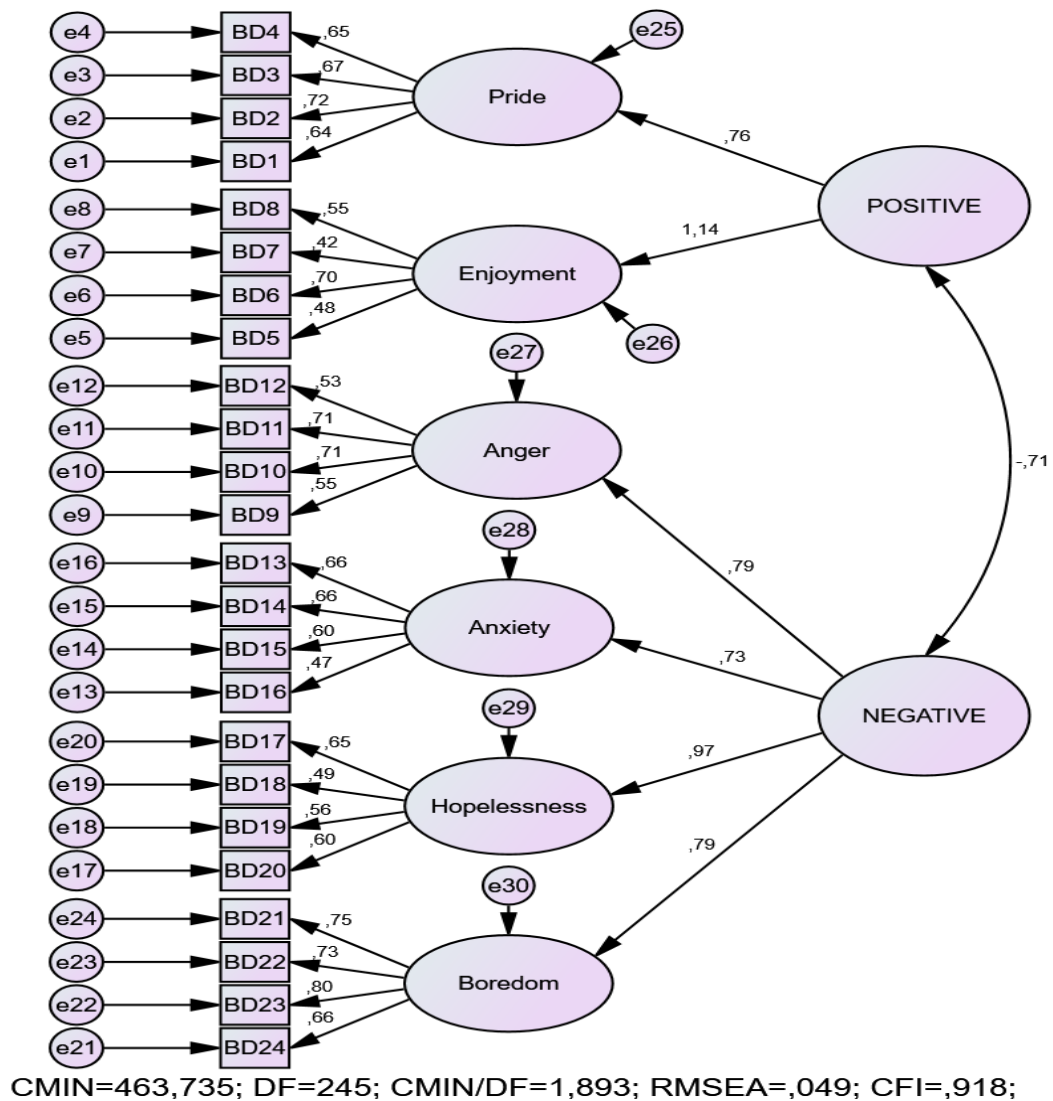 e4 BD4 ,65 e25
e3 BD3 ,67 Pride
e2 BD2 ,72 ,76
e1 BD1 ,64
POSITIVE
e8 BD8 ,55 1,14
e7 BD7 ,42 Enjoyment
e6 BD6 ,70
e5 BD5 ,48 e26
e27
e12 BD12 ,53
e11 BD11 ,71 Anger
e10 BD10 ,71 -,71
e9 BD9 ,55
e28
e16 BD13 ,66 ,79
e15 BD14 ,66 Anxiety
e14 BD15 ,60 ,73
e13 BD16 ,47
e29 NEGATIVE
e20 BD17 ,65 ,97
e19 BD18 ,49 Hopelessness
e18 BD19 ,56
e17 BD20 ,60 ,79
e30
e24 BD21 ,75
e23 BD22 ,73 Boredom
e22 BD23 ,80
e21 BD24 ,66
CMIN=463,735; DF=245; CMIN/DF=1,893; RMSEA=,049; CFI=,918;